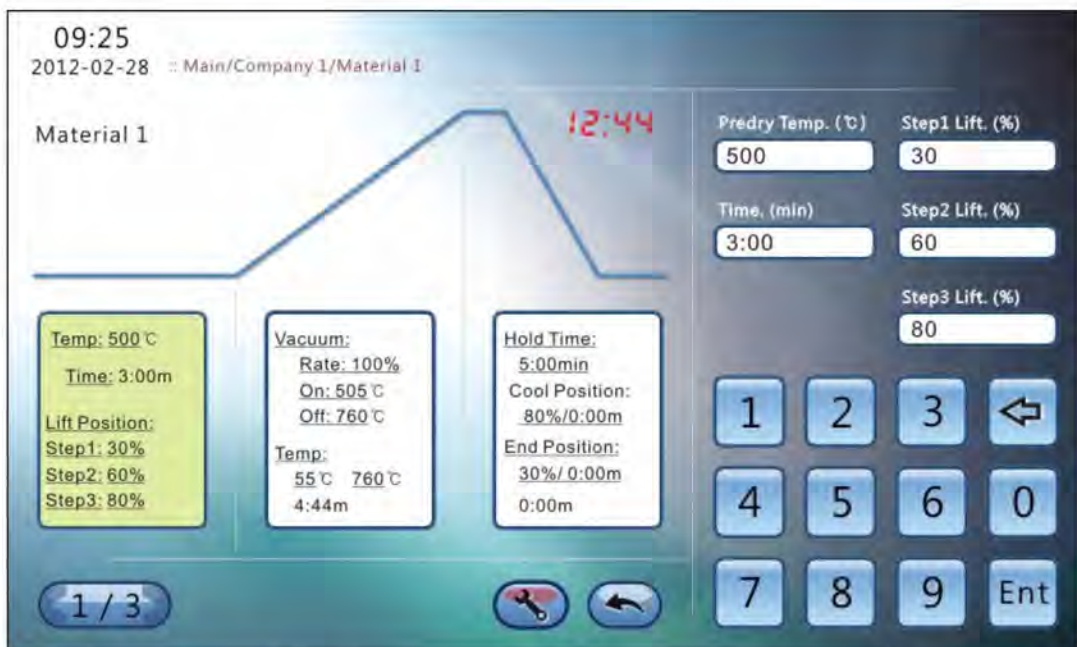 09:25
2012-02-28 :: Main/Company 1/Material 1
Material 1
12:44
Temp: 500℃
Time: 3:00m
Lift Position:
Step1: 30%
Step2: 60%
Step3: 80%
Vacuum:
Rate: 100%
On: 505℃
Off: 760℃
Temp:
55℃ 760℃
4:44m
Hold Time:
5:00min
Cool Position:
80%/0:00m
End Position:
30%/ 0:00m
0:00m
1/3
Predry Temp. (℃) Step1 Lift. (%)
500 30
Time. (min) Step2 Lift. (%)
3:00 60
Step3 Lift. (%)
80
1 2 3
4 5 6 0
7 8 9 Ent